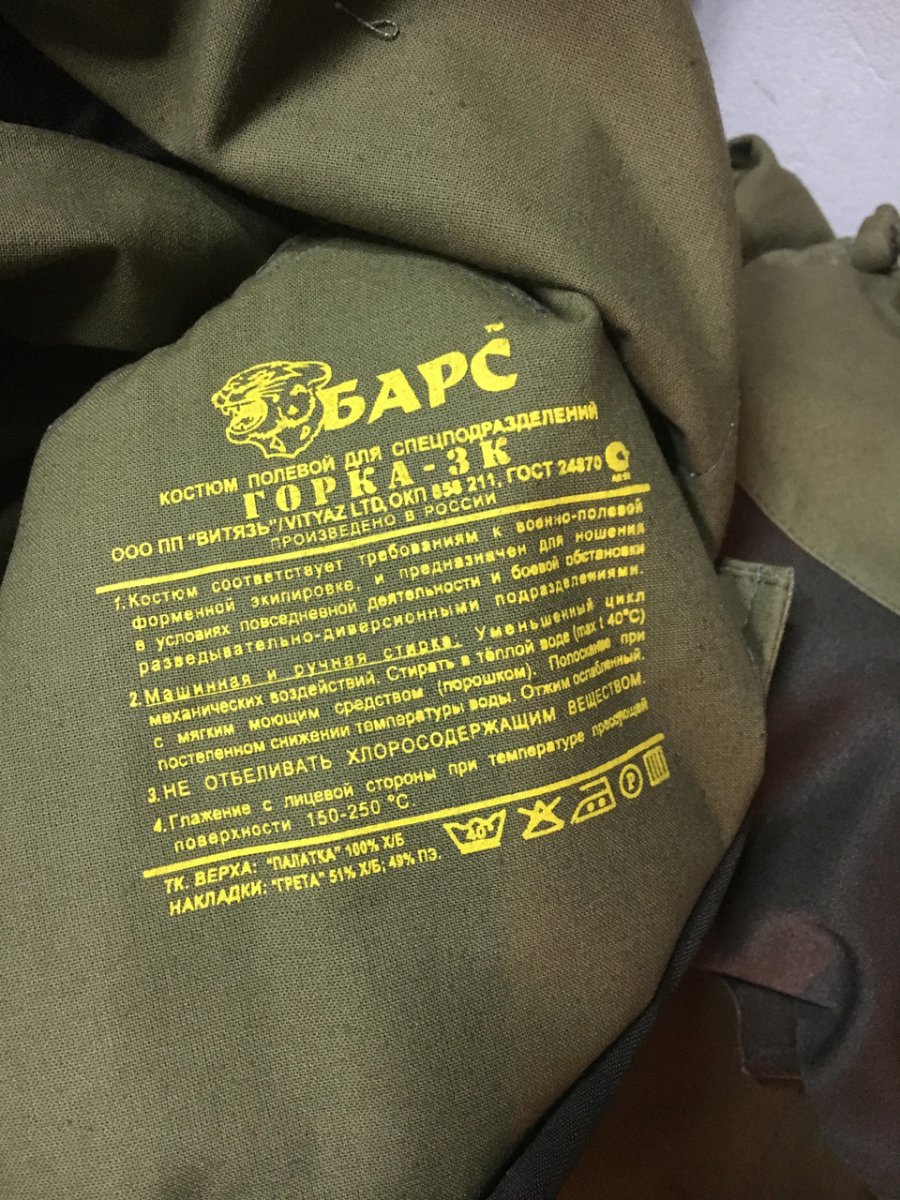 БАРС
КОСТЮМ ПОЛЕВОЙ ДЛЯ СПЕЦПОДРАЗДЕЛЕНИЙ
ГОРКА-3К
ООО ПП "ВИТЯЗЬ"/VITYAZ LTD, ОКП 858 211, ГОСТ 24870
ПРОИЗВЕДЕНО В РОССИИ
1. Костюм соответствует требованиям к военно-полевой
форменной экипировке, и предназначен для ношения
в условиях повседневной деятельности и боевой обстановки
разведывательно-диверсионными подразделениями.
2. Машинная и ручная стирка. Уменьшенный цикл
механических воздействий. Стирать в тёплой воде (max t 40°C)
с мягким моющим средством (порошком). Полоскание при
постепенном снижении температуры воды. Отжим ослабленный.
3. НЕ ОТБЕЛИВАТЬ ХЛОРОСОДЕРЖАЩИМ ВЕЩЕСТВОМ.
4. Глажение с лицевой стороны при температуре прессующей
поверхности 150-250 °C.
ТК. ВЕРХА: "ПАЛАТКА" 100% Х/Б
НАКЛАДКИ: "ГРЕТА" 51% Х/Б; 49% ПЭ.
40°
P